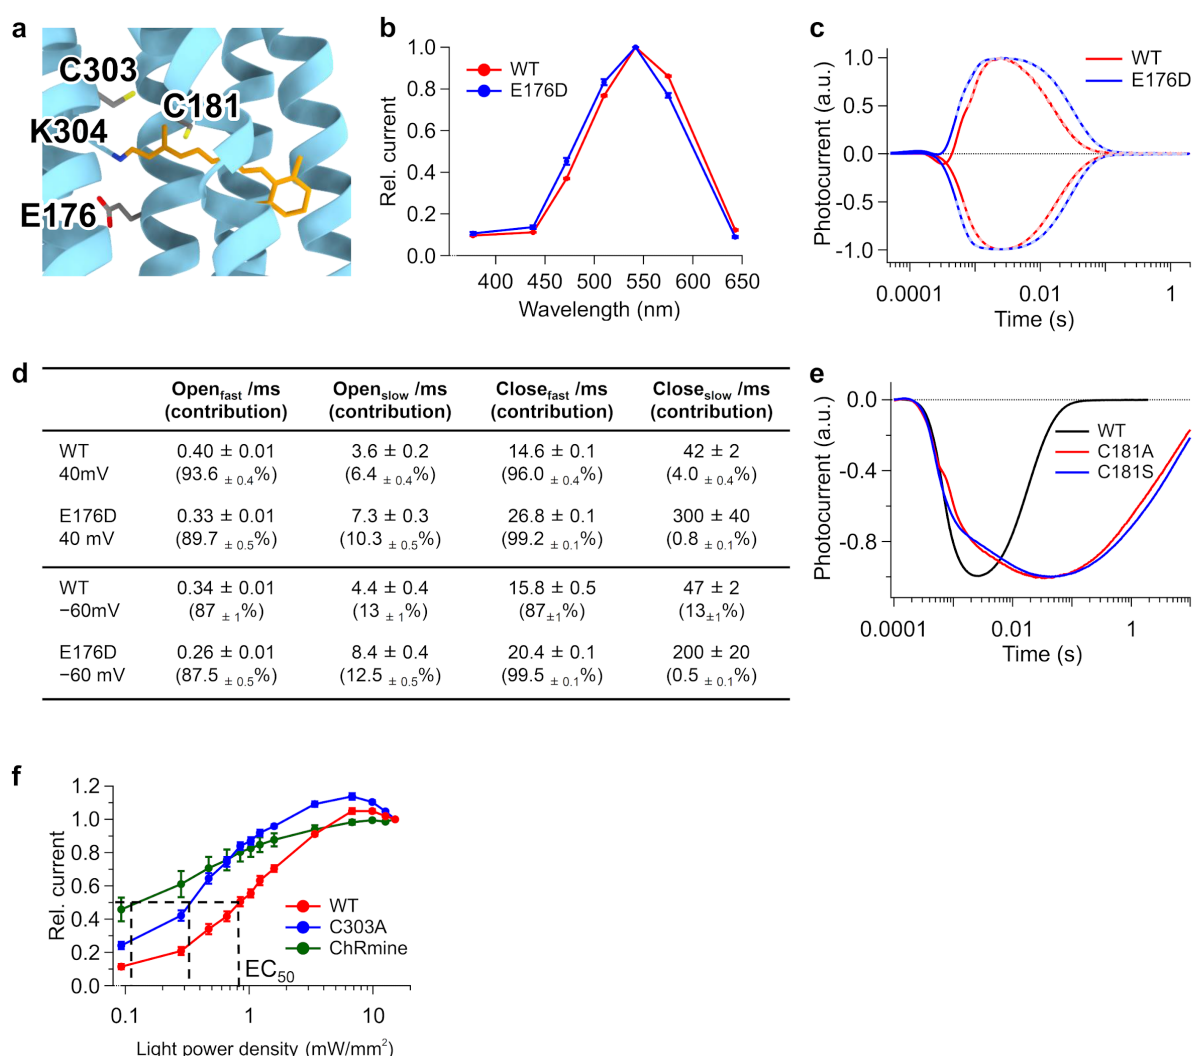 a
C303
C181
K304
E176
b
Rel. current
1.0
0.8
0.6
0.4
0.2
0.0
WT
E176D
400 450 500 550 600 650
Wavelength (nm)
c
Photocurrent (a.u.)
1.0
0.5
0.0
-0.5
-1.0
WT
E176D
0.0001 0.01 1
Time (s)
d
Openfast /ms Openslow /ms Closefast /ms Closeslow /ms
(contribution) (contribution) (contribution) (contribution)
WT 0.40 ± 0.01 3.6 ± 0.2 14.6 ± 0.1 42 ± 2
40mV (93.6 ± 0.4%) (6.4 ± 0.4%) (96.0 ± 0.4%) (4.0 ± 0.4%)
E176D 0.33 ± 0.01 7.3 ± 0.3 26.8 ± 0.1 300 ± 40
40 mV (89.7 ± 0.5%) (10.3 ± 0.5%) (99.2 ± 0.1%) (0.8 ± 0.1%)
WT 0.34 ± 0.01 4.4 ± 0.4 15.8 ± 0.5 47 ± 2
−60mV (87 ± 1%) (13 ± 1%) (87±1%) (13±1%)
E176D 0.26 ± 0.01 8.4 ± 0.4 20.4 ± 0.1 200 ± 20
−60 mV (87.5 ± 0.5%) (12.5 ± 0.5%) (99.5 ± 0.1%) (0.5 ± 0.1%)
e
Photocurrent (a.u.)
0.0
-0.4
-0.8
WT
C181A
C181S
0.0001 0.01 1
Time (s)
f
Rel. current
1.2
1.0
0.8
0.6
0.4
0.2
0.0
WT
C303A
ChRmine
EC50
0.1 1 10
Light power density (mW/mm²)